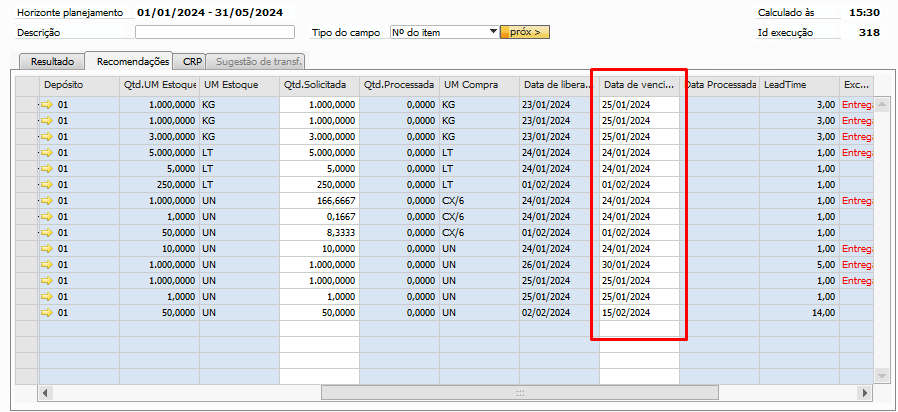 Horizonte planejamento 01/01/2024 - 31/05/2024 Calculado às 15:30
Descrição Tipo do campo Nº do item próx > Id execução 318
Resultado Recomendações CRP Sugestão de transf.
Depósito Qtd.UM Estoque UM Estoque Qtd.Solicitada Qtd.Processada UM Compra Data de libera... Data de venci... Data Processada LeadTime Exc...
01 1.000,0000 KG 1.000,0000 0,0000 KG 23/01/2024 25/01/2024 3,00 Entrega
01 1.000,0000 KG 1.000,0000 0,0000 KG 23/01/2024 25/01/2024 3,00 Entrega
01 3.000,0000 KG 3.000,0000 0,0000 KG 23/01/2024 25/01/2024 3,00 Entrega
01 5.000,0000 LT 5.000,0000 0,0000 LT 24/01/2024 24/01/2024 1,00 Entrega
01 5,0000 LT 5,0000 0,0000 LT 24/01/2024 24/01/2024 1,00
01 250,0000 LT 250,0000 0,0000 LT 01/02/2024 01/02/2024 1,00
01 1.000,0000 UN 166,6667 0,0000 CX/6 24/01/2024 24/01/2024 1,00 Entrega
01 1,0000 UN 0,1667 0,0000 CX/6 24/01/2024 24/01/2024 1,00
01 50,0000 UN 8,3333 0,0000 CX/6 01/02/2024 01/02/2024 1,00
01 10,0000 UN 10,0000 0,0000 UN 24/01/2024 24/01/2024 1,00 Entrega
01 1.000,0000 UN 1.000,0000 0,0000 UN 26/01/2024 30/01/2024 5,00 Entrega
01 1.000,0000 UN 1.000,0000 0,0000 UN 25/01/2024 25/01/2024 1,00 Entrega
01 1,0000 UN 1,0000 0,0000 UN 25/01/2024 25/01/2024 1,00
01 50,0000 UN 50,0000 0,0000 UN 02/02/2024 15/02/2024 14,00